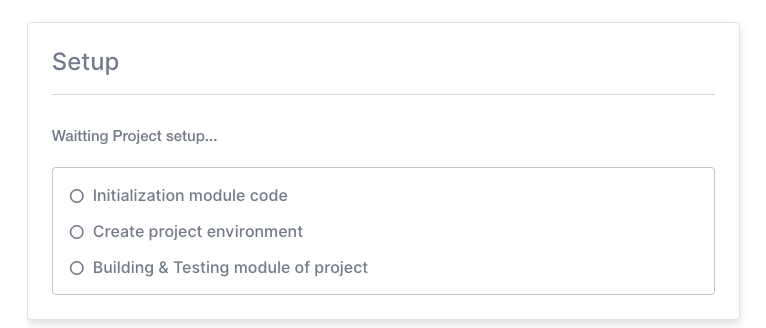 Setup
Waitting Project setup...
Initialization module code
Create project environment
Building & Testing module of project